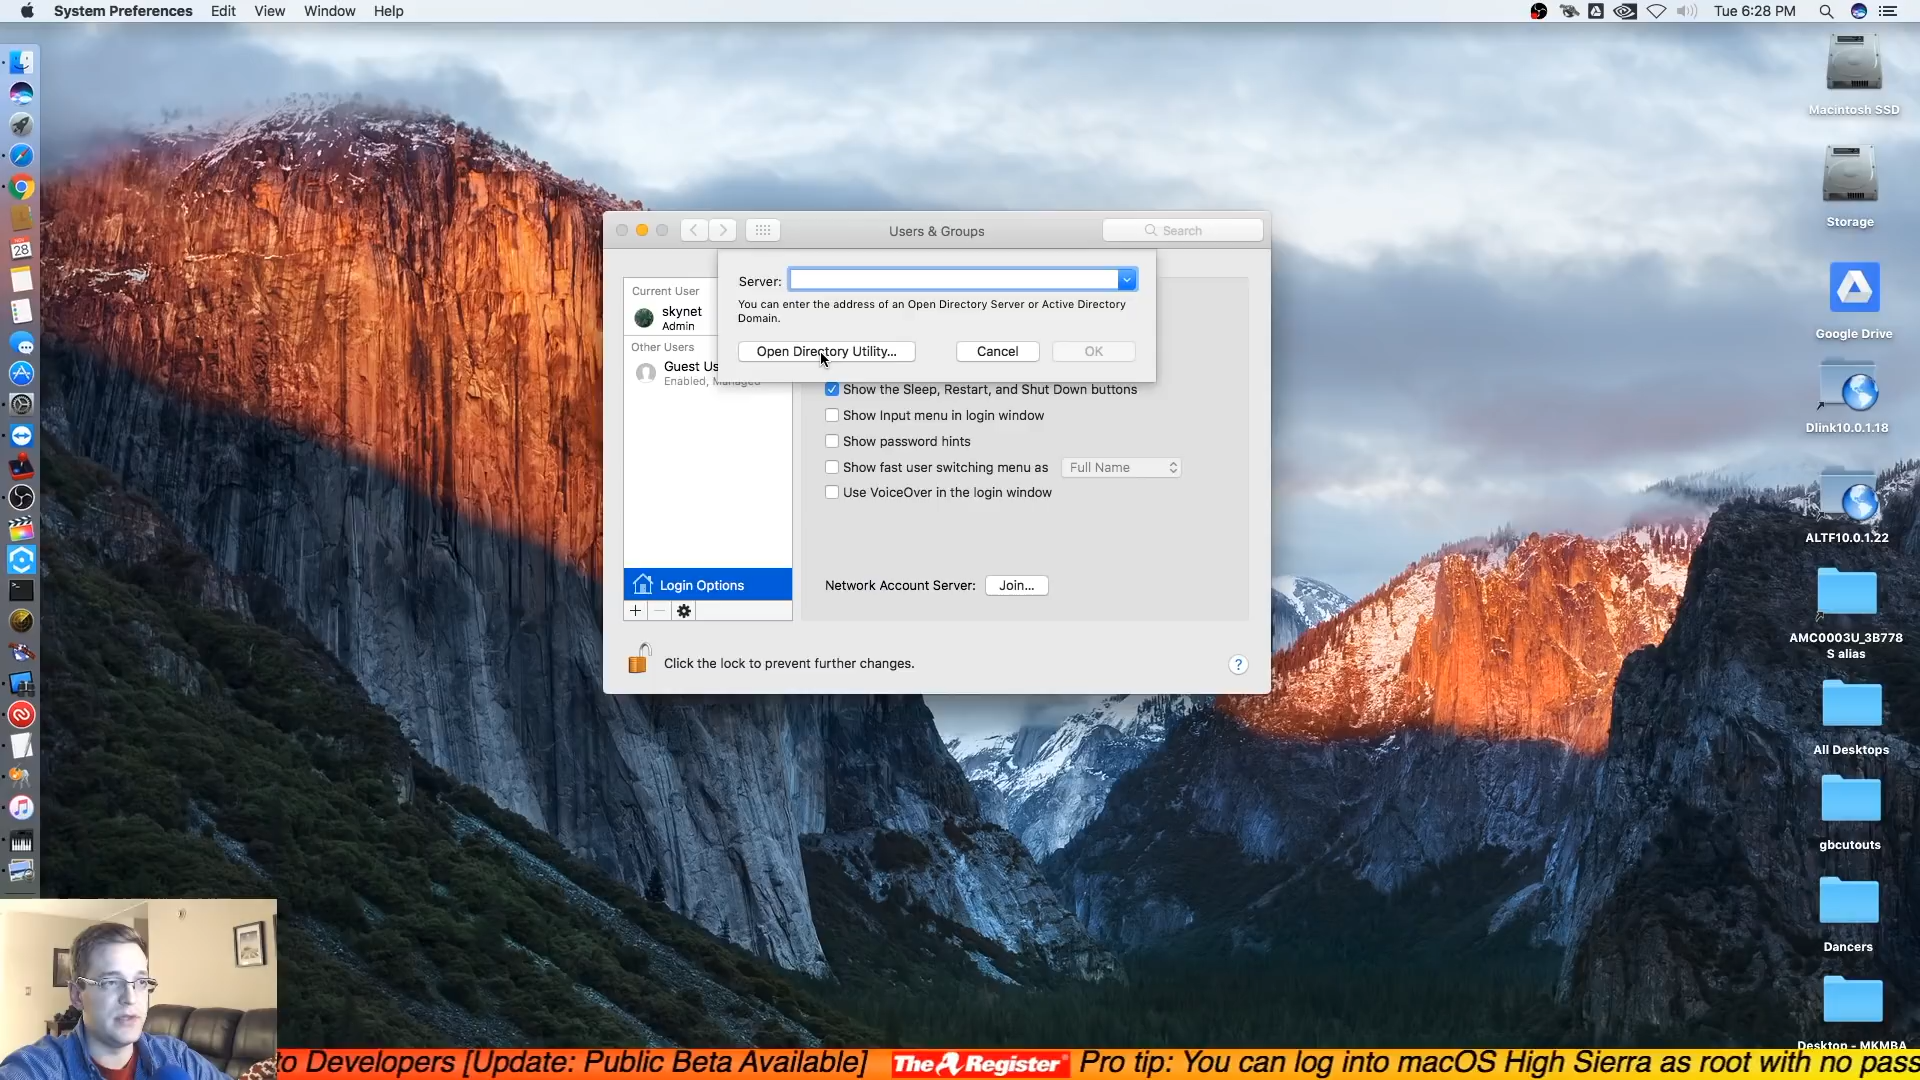 System Preferences Edit View Window Help
Tue 6:28 PM
Macintosh SSD
Storage
Google Drive
Dlink10.0.1.18
ALTF10.0.1.22
AMC0003U_3B778
S alias
All Desktops
gbcutouts
Dancers
Desktop - MKMBA
28
Users & Groups
Search
Server:
You can enter the address of an Open Directory Server or Active Directory
Domain.
Open Directory Utility...
Cancel
OK
Current User
skynet
Admin
Other Users
Guest Us
Enabled, Managed
Login Options
Show the Sleep, Restart, and Shut Down buttons
Show Input menu in login window
Show password hints
Show fast user switching menu as Full Name
Use VoiceOver in the login window
Network Account Server: Join...
Click the lock to prevent further changes.
?
to Developers [Update: Public Beta Available] The A Register Pro tip: You can log into macOS High Sierra as root with no pass